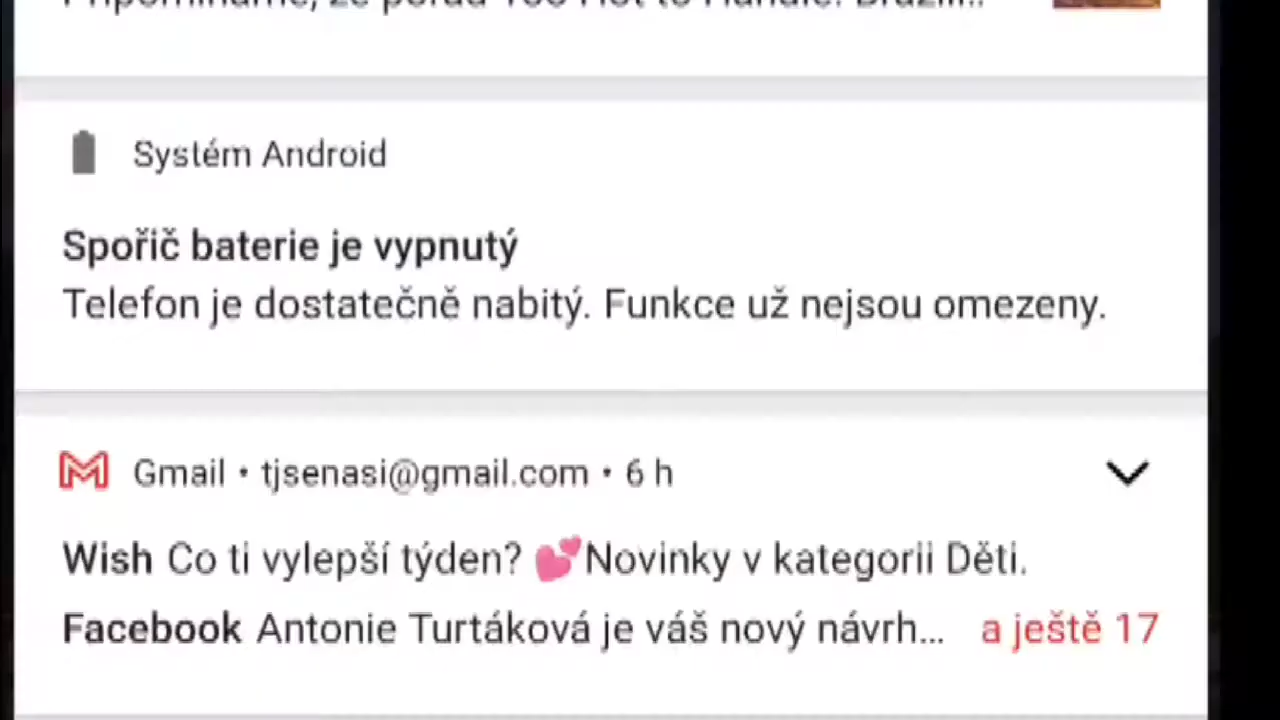 Systém Android
Spořič baterie je vypnutý
Telefon je dostatečně nabitý. Funkce už nejsou omezeny.
Gmail • tjsenasi@gmail.com • 6 h
Wish Co ti vylepší týden? 💕Novinky v kategorii Děti.
Facebook Antonie Turtáková je váš nový návrh... a ještě 17